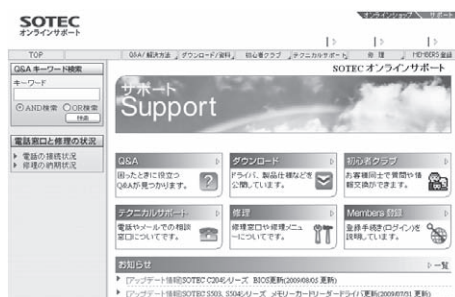 SOTEC
オンラインサポート
オンラインショップ サポート
TOP Q&A/解決方法 ダウンロード/資料 初心者クラブ テクニカルサポート 修理 MEMBERS登録
SOTEC オンラインサポート
Q&A キーワード検索
キーワード
AND検索 OR検索
検索
電話窓口と修理の状況
電話の接続状況
修理の納期状況
サポート
Support
Q&A
困ったときに役立つ
Q&Aが見つかります。
ダウンロード
ドライバ、製品仕様などを
公開しています。
初心者クラブ
お客様同士で質問や情
報交換ができます。
テクニカルサポート
電話やメールでの相談
窓口についてです。
修理
修理窓口や修理メニュ
ーについてです。
Members 登録
登録手続き(ログイン)を
説明しています。
お知らせ
一覧
[アップデート情報]SOTEC C204シリーズ BIOS更新(2009/08/05 更新)
[アップデート情報]SOTEC S503、S504シリーズ メモリーカードリーダードライバ更新(2009/07/31 更新)